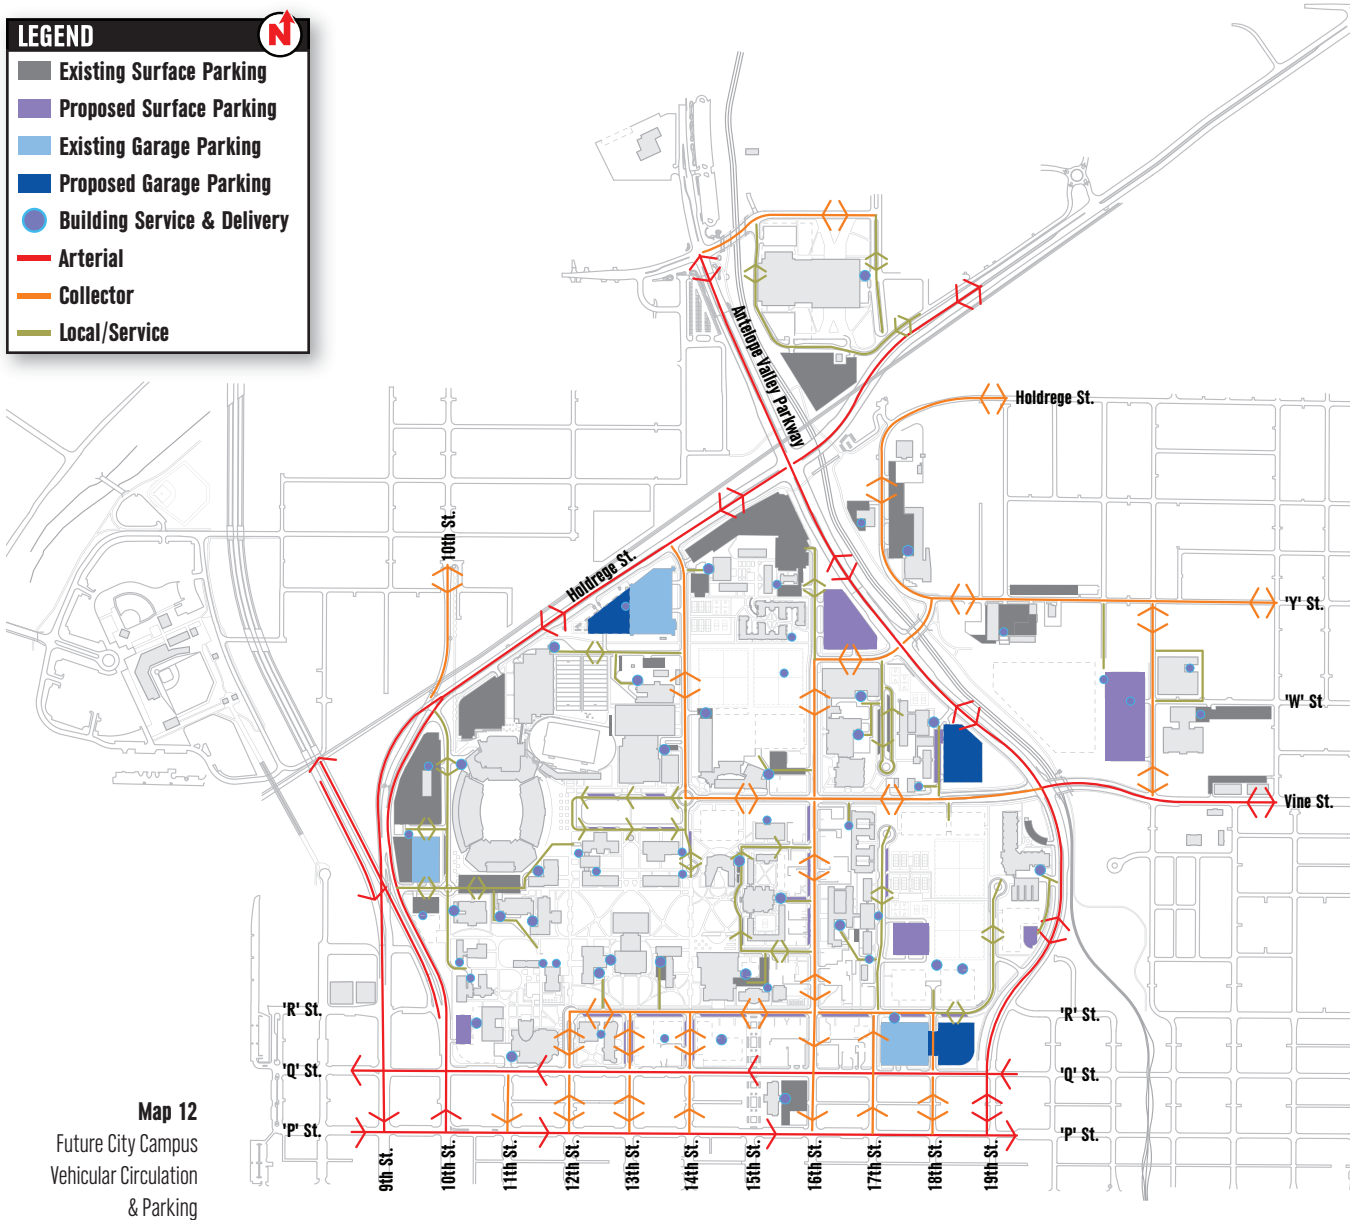 LEGEND
N
Existing Surface Parking
Proposed Surface Parking
Existing Garage Parking
Proposed Garage Parking
Building Service & Delivery
Arterial
Collector
Local/Service
Antelope Valley Parkway
Holdrege St.
10th St.
Holdrege St.
'Y' St.
'W' St
Vine St.
'R' St.
'R' St.
'Q' St.
'Q' St.
'P' St.
'P' St.
9th St.
10th St.
11th St.
12th St.
13th St.
14th St.
15th St.
16th St.
17th St.
18th St.
19th St.
Map 12
Future City Campus
Vehicular Circulation
& Parking